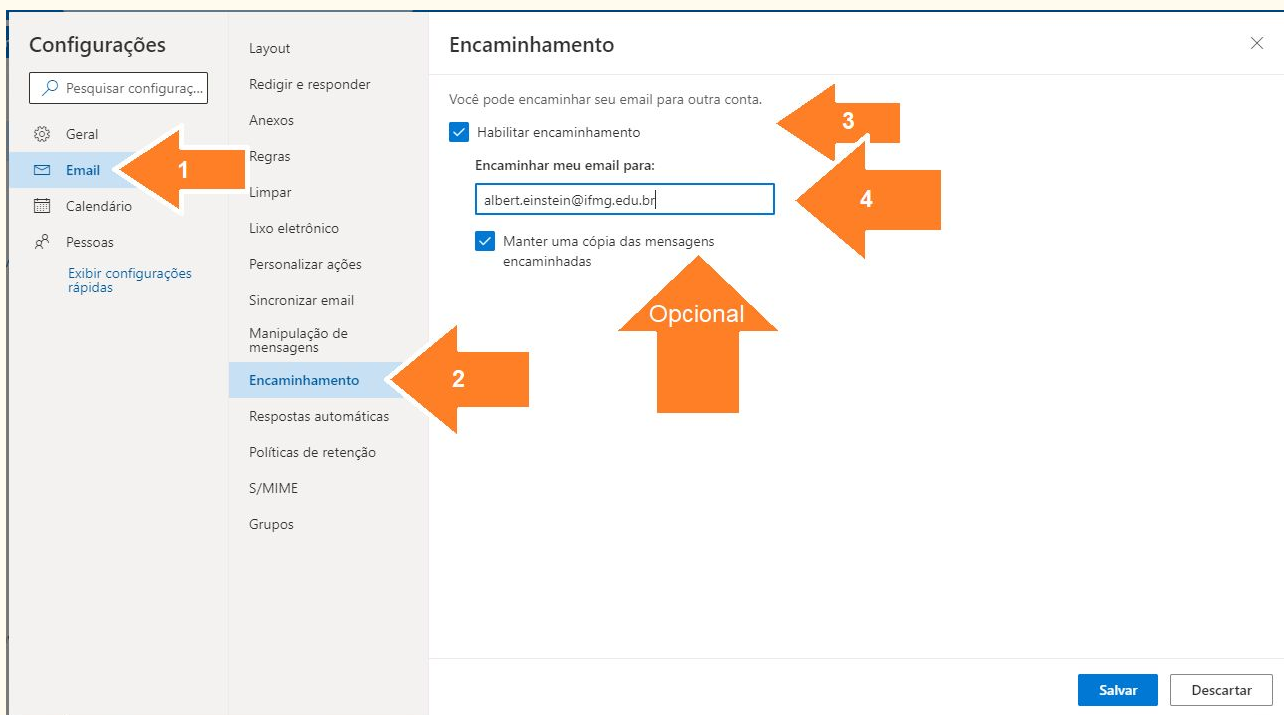 Configurações
Pesquisar configuraç...
Geral
Email
1
Calendário
Pessoas
Exibir configurações
rápidas
Layout
Redigir e responder
Anexos
Regras
Limpar
Lixo eletrônico
Personalizar ações
Sincronizar email
Manipulação de
mensagens
Encaminhamento
2
Respostas automáticas
Políticas de retenção
S/MIME
Grupos
Encaminhamento
Você pode encaminhar seu email para outra conta.
Habilitar encaminhamento
3
Encaminhar meu email para:
albert.einstein@ifmg.edu.br
4
Manter uma cópia das mensagens
encaminhadas
Opcional
Salvar
Descartar